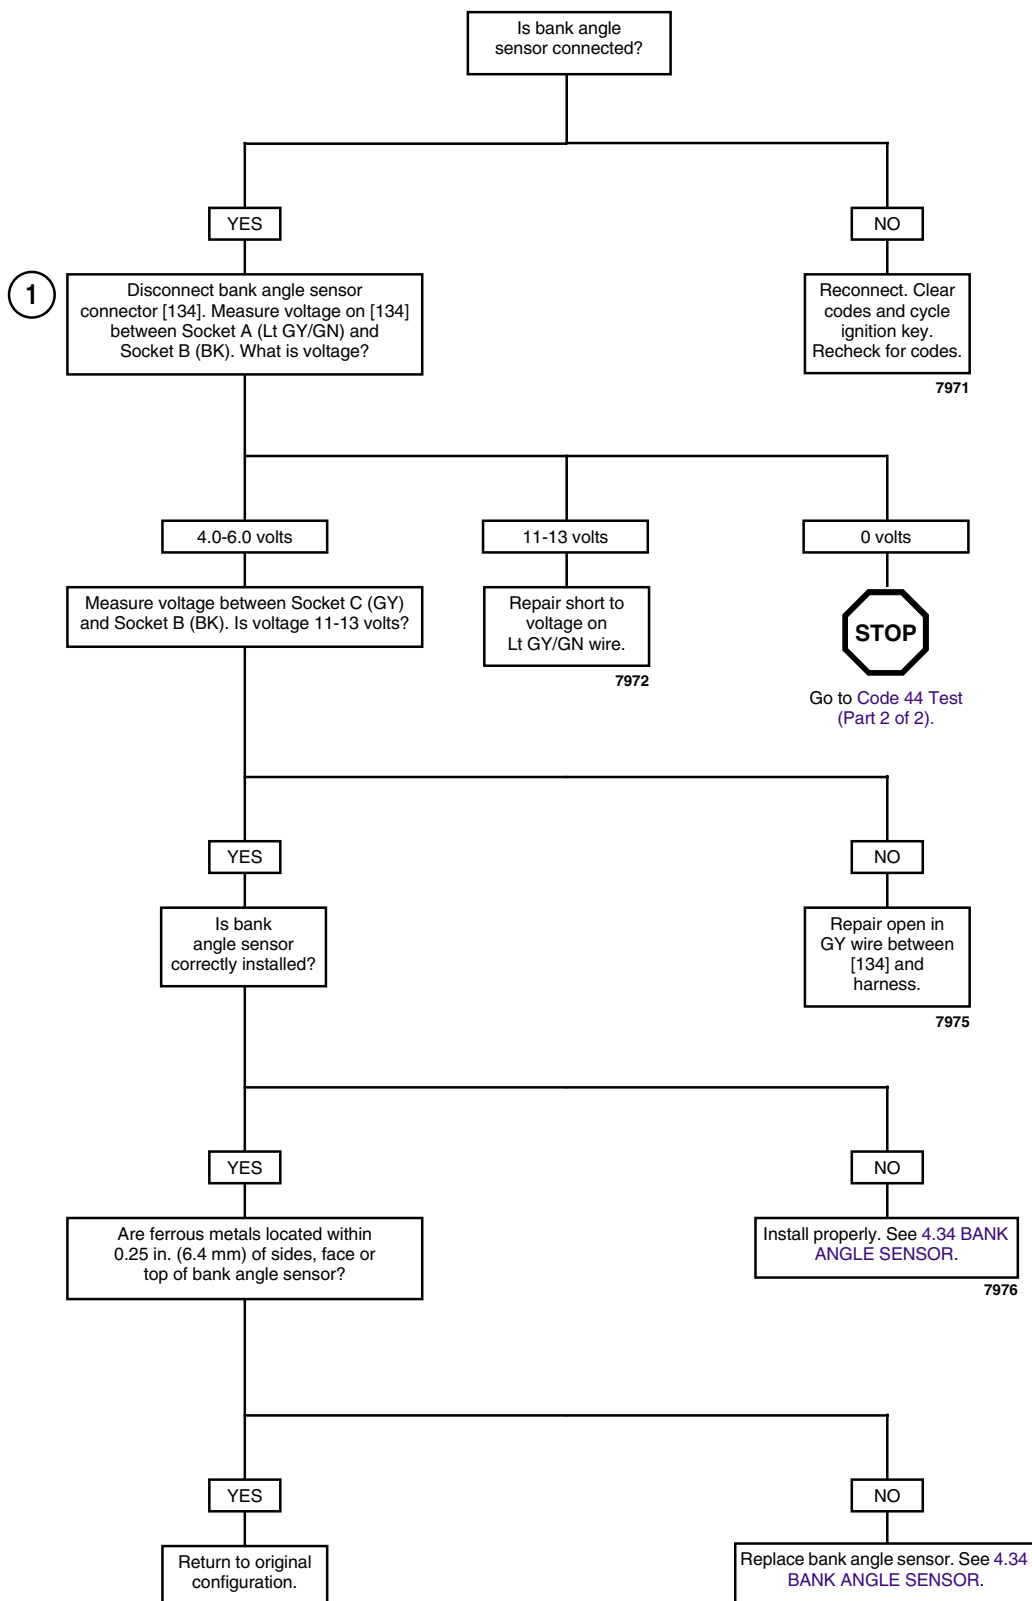 Is bank angle
sensor connected?
YES
NO
1
Disconnect bank angle sensor
connector [134]. Measure voltage on [134]
between Socket A (Lt GY/GN) and
Socket B (BK). What is voltage?
Reconnect. Clear
codes and cycle
ignition key.
Recheck for codes.
7971
4.0-6.0 volts
11-13 volts
0 volts
Measure voltage between Socket C (GY)
and Socket B (BK). Is voltage 11-13 volts?
Repair short to
voltage on
Lt GY/GN wire.
7972
STOP
Go to Code 44 Test
(Part 2 of 2).
YES
NO
Is bank
angle sensor
correctly installed?
Repair open in
GY wire between
[134] and
harness.
7975
YES
NO
Are ferrous metals located within
0.25 in. (6.4 mm) of sides, face or
top of bank angle sensor?
Install properly. See 4.34 BANK
ANGLE SENSOR.
7976
YES
NO
Return to original
configuration.
Replace bank angle sensor. See 4.34
BANK ANGLE SENSOR.